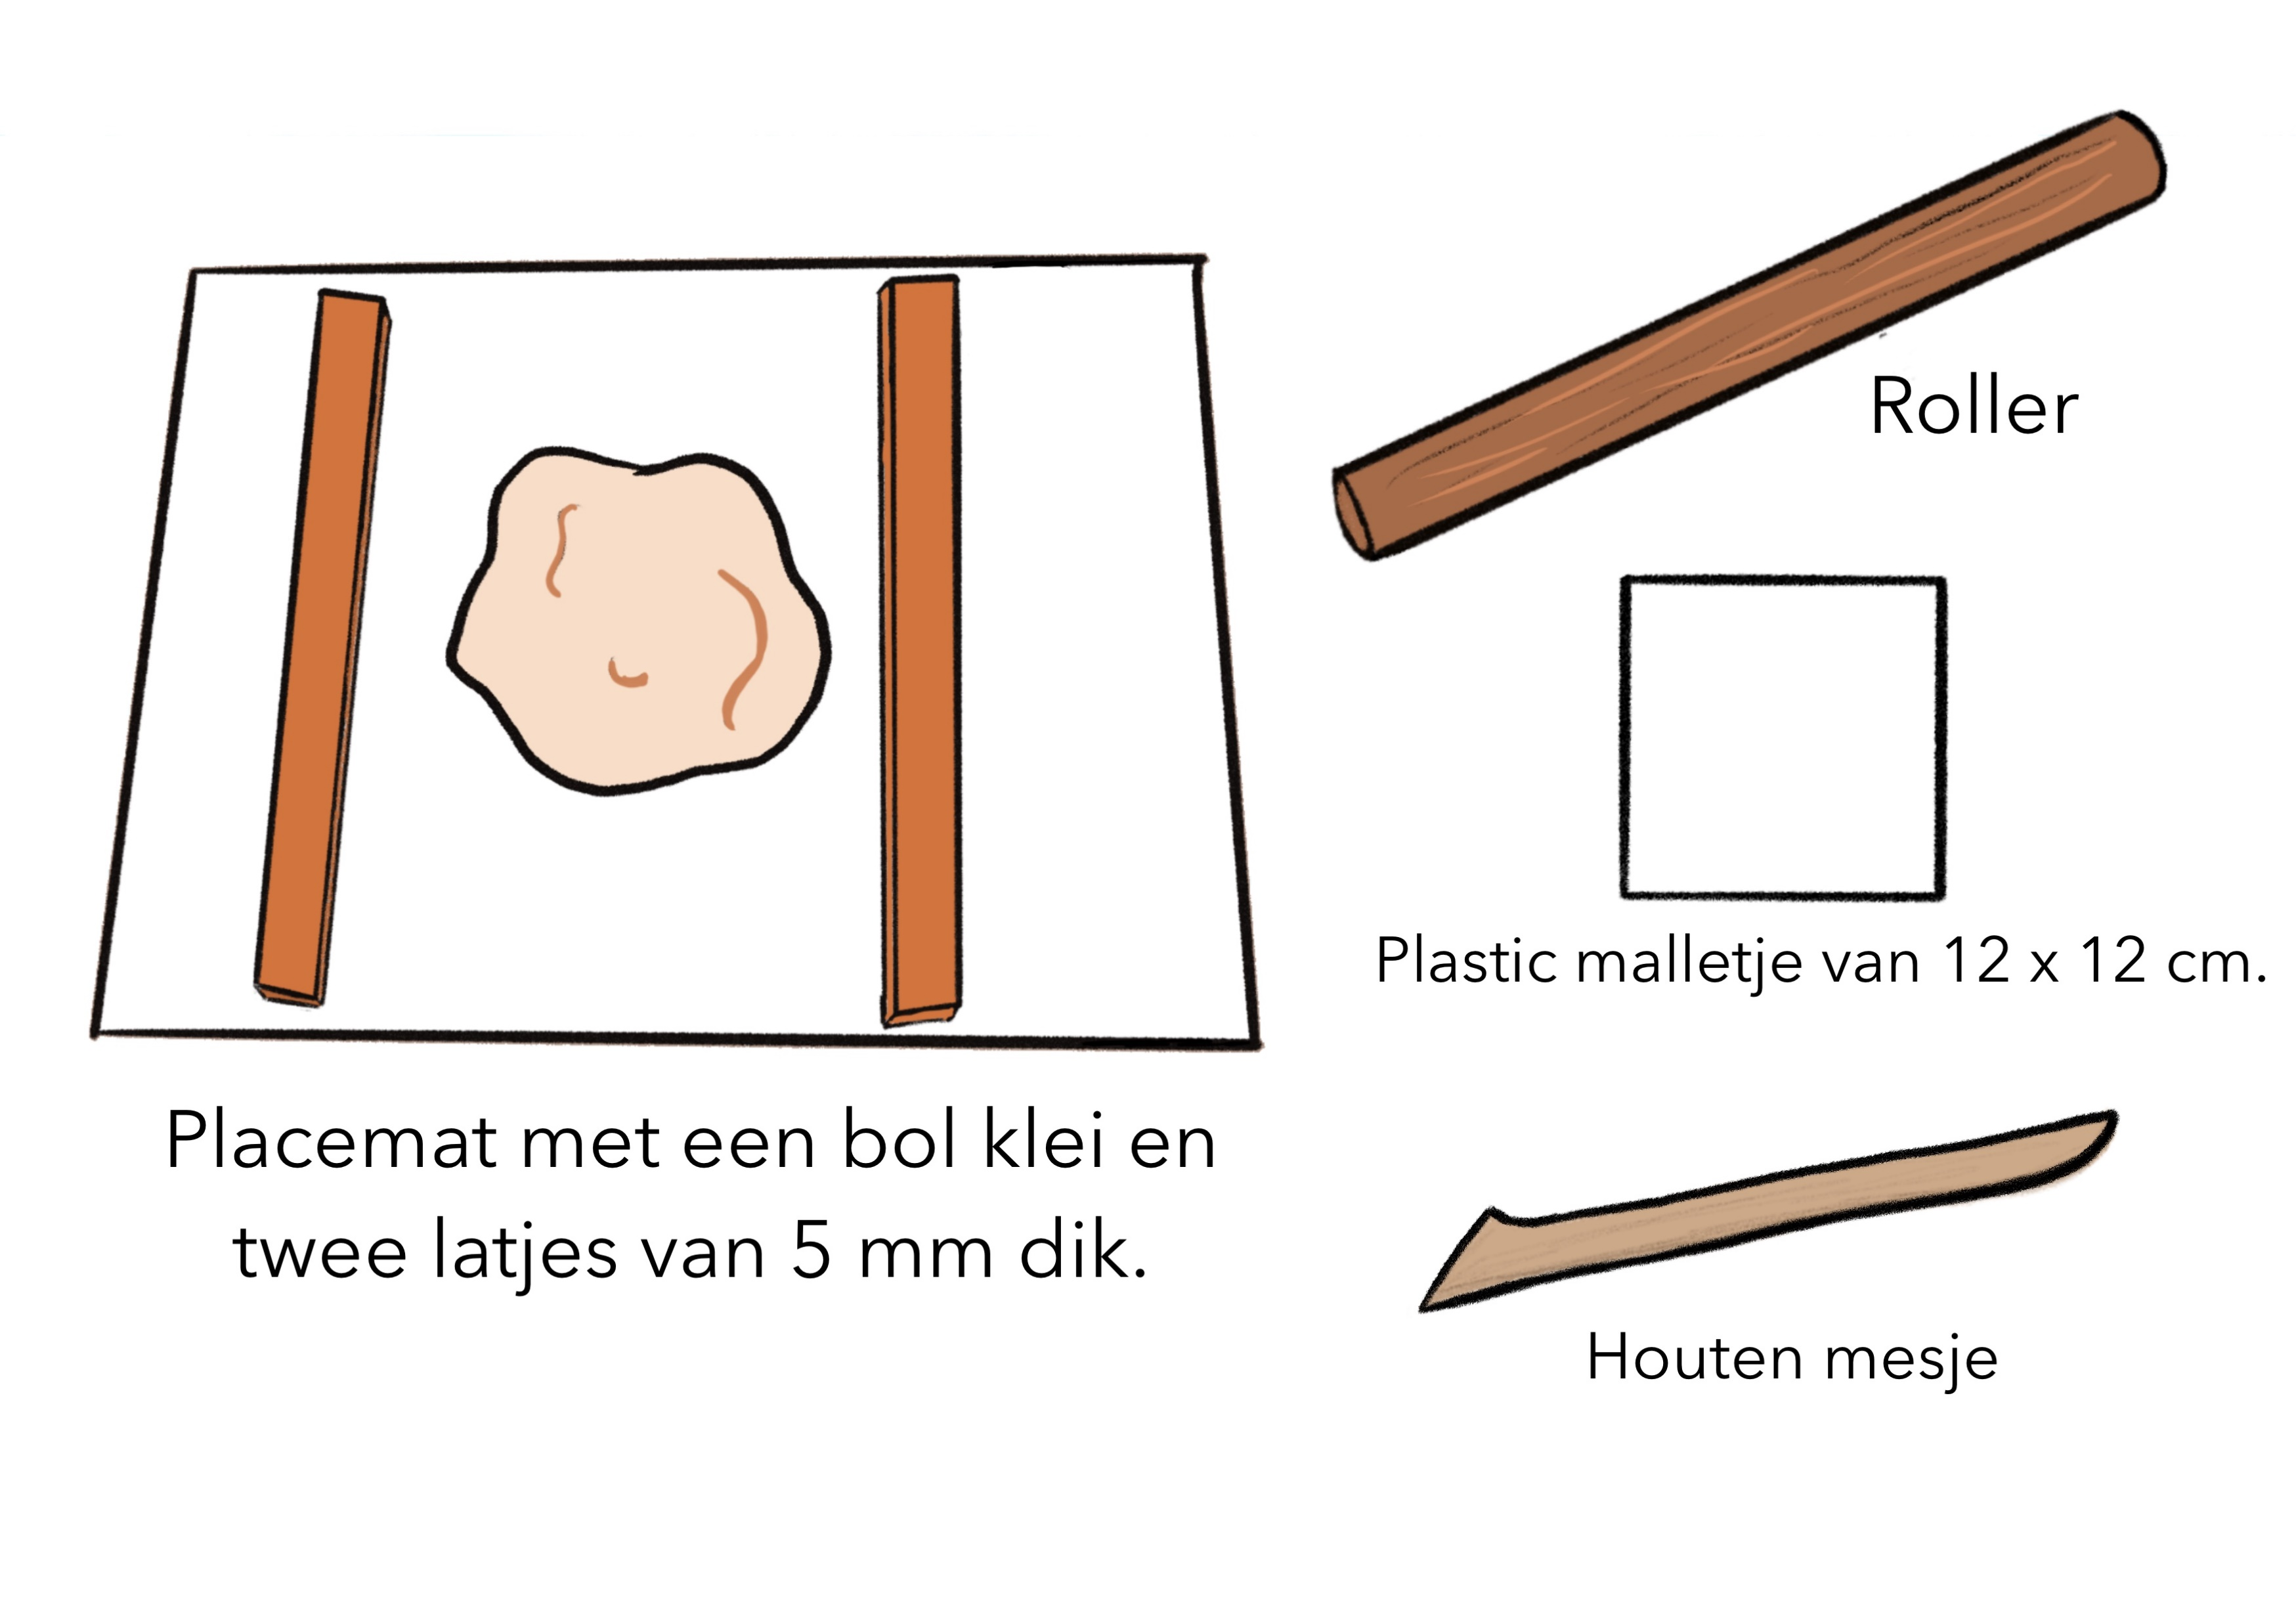 Roller
Plastic malletje van 12 x 12 cm.
Placemat met een bol klei en
twee latjes van 5 mm dik.
Houten mesje